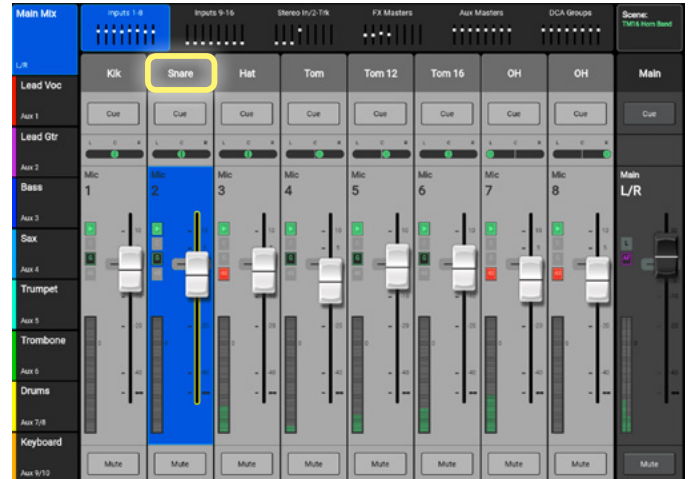 Main Mix
L/R
Inputs 1-8
Inputs 9-16
Stereo In/2-Trk
FX Masters
Aux Masters
DCA Groups
Scene:
TM16 Horn Band
Kik
Snare
Hat
Tom
Tom 12
Tom 16
OH
OH
Main
Cue
Cue
Cue
Cue
Cue
Cue
Cue
Cue
Cue
L C R
L C R
L C R
L C R
L C R
L C R
L C R
L C R
Mic
1
Mic
2
Mic
3
Mic
4
Mic
5
Mic
6
Mic
7
Mic
8
Main
L/R
Lead Voc
Aux 1
Lead Gtr
Aux 2
Bass
Aux 3
Sax
Aux 4
Trumpet
Aux 5
Trombone
Aux 6
Drums
Aux 7/8
Keyboard
Aux 9/10
Mute
Mute
Mute
Mute
Mute
Mute
Mute
Mute
Mute